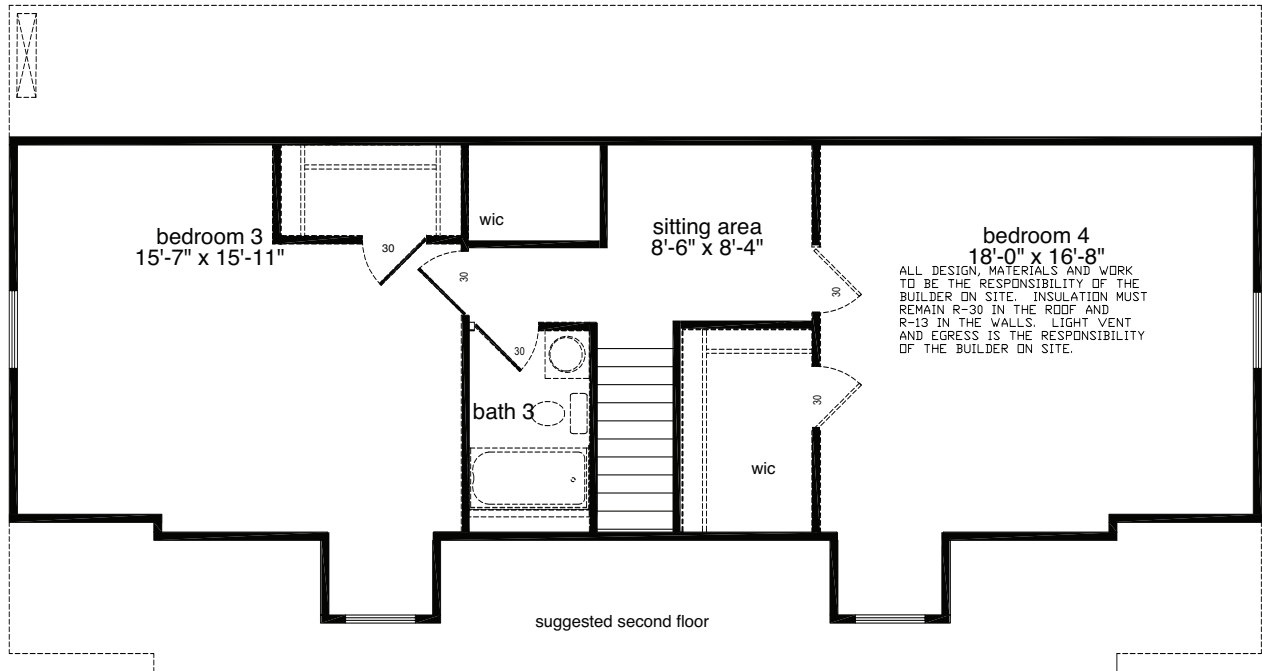 bedroom 3
15'-7" x 15'-11"
30
wic
30
sitting area
8'-6" x 8'-4"
30
bedroom 4
18'-0" x 16'-8"
ALL DESIGN, MATERIALS AND WORK
TO BE THE RESPONSIBILITY OF THE
BUILDER ON SITE. INSULATION MUST
REMAIN R-30 IN THE ROOF AND
R-13 IN THE WALLS. LIGHT VENT
AND EGRESS IS THE RESPONSIBILITY
OF THE BUILDER ON SITE.
30
bath 3
30
wic
suggested second floor